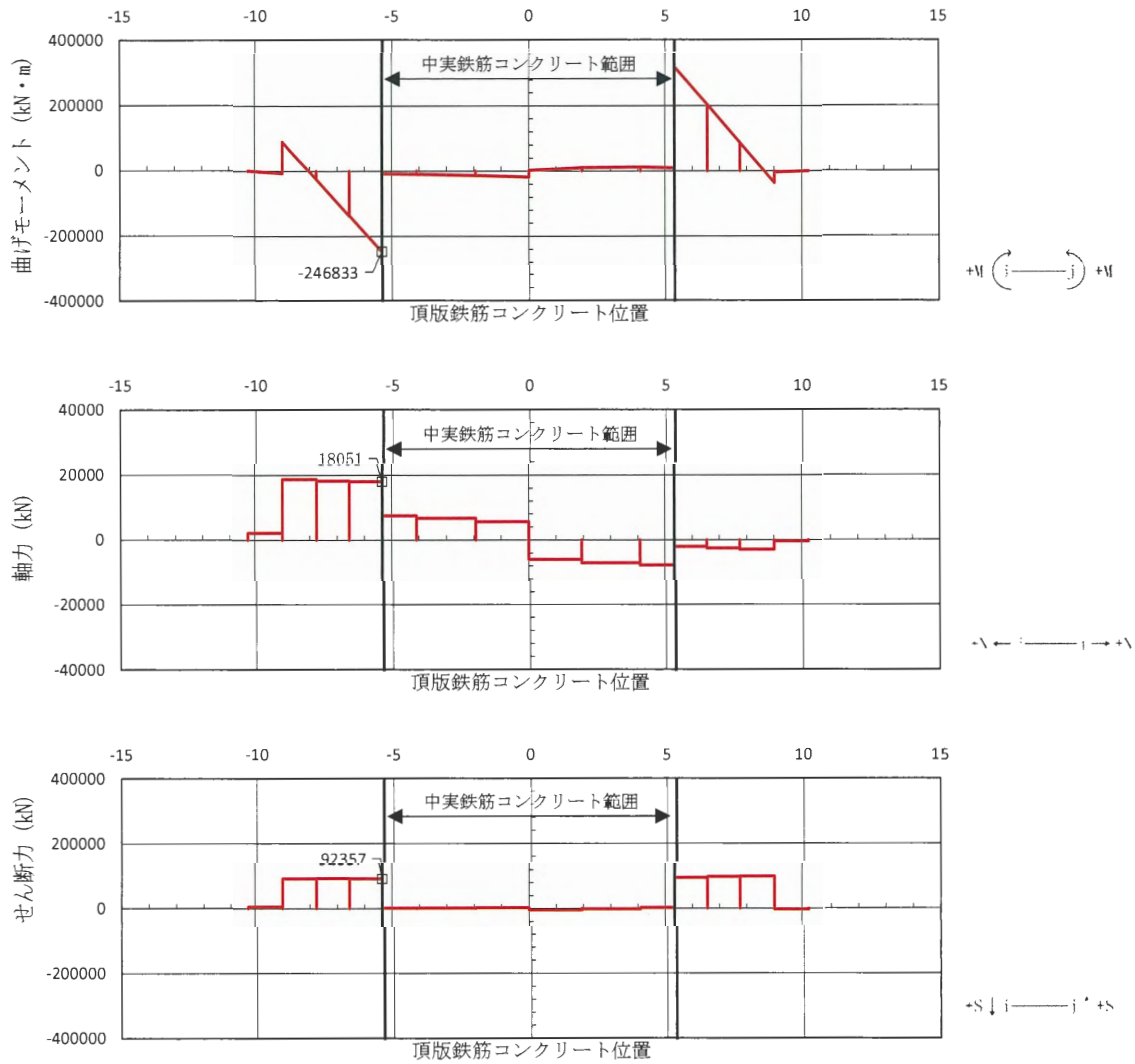 -15 -10 -5 0 5 10 15
400000
中実鉄筋コンクリート範囲
200000
0
-200000
-246833
-400000
曲げモーメント (kN・m)
頂版鉄筋コンクリート位置
+M i j +M
-15 -10 -5 0 5 10 15
40000
中実鉄筋コンクリート範囲
18051
20000
0
-20000
-40000
軸力 (kN)
頂版鉄筋コンクリート位置
-15 -10 -5 0 5 10 15
400000
中実鉄筋コンクリート範囲
200000
92357
0
-200000
-400000
せん断力 (kN)
頂版鉄筋コンクリート位置
+S i j +S